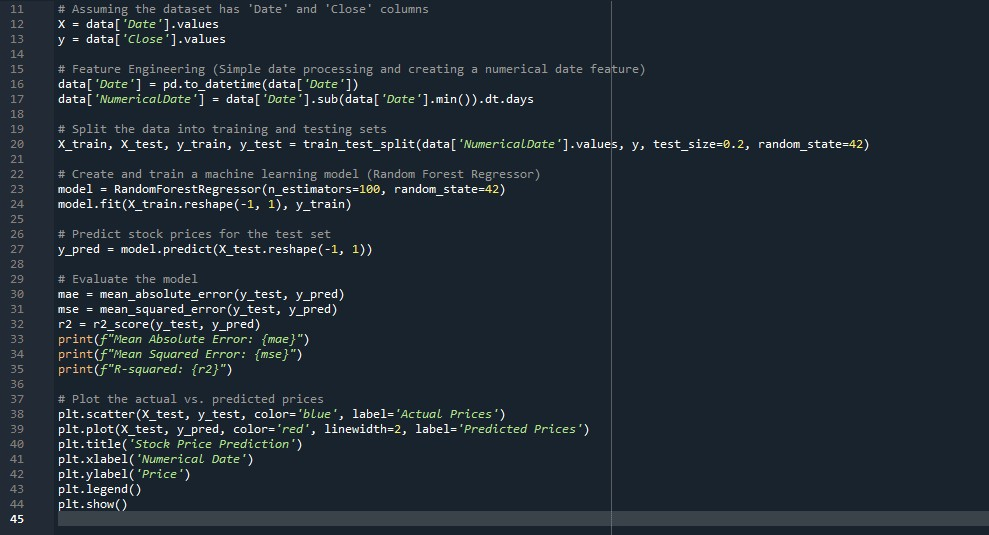 11 # Assuming the dataset has 'Date' and 'Close' columns
12 X = data['Date'].values
13 y = data['Close'].values
14
15 # Feature Engineering (Simple date processing and creating a numerical date feature)
16 data['Date'] = pd.to_datetime(data['Date'])
17 data['NumericalDate'] = data['Date'].sub(data['Date'].min()).dt.days
18
19 # Split the data into training and testing sets
20 X_train, X_test, y_train, y_test = train_test_split(data['NumericalDate'].values, y, test_size=0.2, random_state=42)
21
22 # Create and train a machine learning model (Random Forest Regressor)
23 model = RandomForestRegressor(n_estimators=100, random_state=42)
24 model.fit(X_train.reshape(-1, 1), y_train)
25
26 # Predict stock prices for the test set
27 y_pred = model.predict(X_test.reshape(-1, 1))
28
29 # Evaluate the model
30 mae = mean_absolute_error(y_test, y_pred)
31 mse = mean_squared_error(y_test, y_pred)
32 r2 = r2_score(y_test, y_pred)
33 print(f"Mean Absolute Error: {mae}")
34 print(f"Mean Squared Error: {mse}")
35 print(f"R-squared: {r2}")
36
37 # Plot the actual vs. predicted prices
38 plt.scatter(X_test, y_test, color='blue', label='Actual Prices')
39 plt.plot(X_test, y_pred, color='red', linewidth=2, label='Predicted Prices')
40 plt.title('Stock Price Prediction')
41 plt.xlabel('Numerical Date')
42 plt.ylabel('Price')
43 plt.legend()
44 plt.show()
45